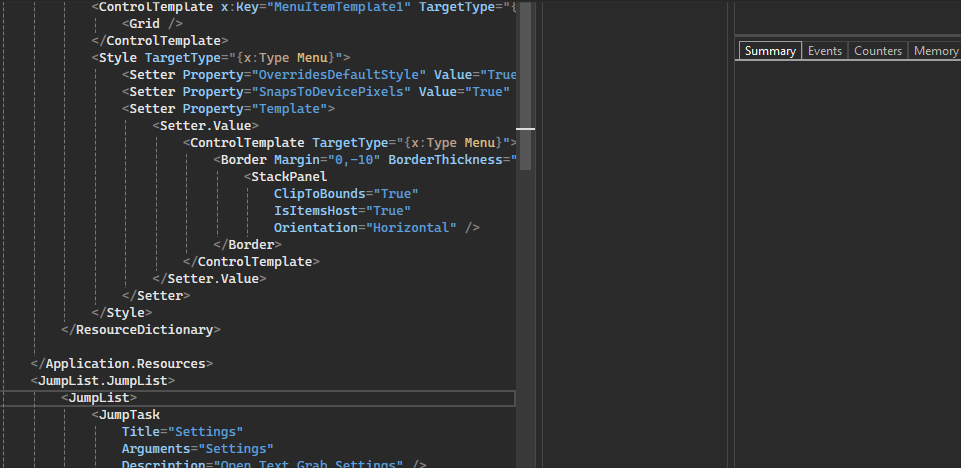 <ControlTemplate x:Key="MenuItemTemplate1" TargetType="{
<Grid />
</ControlTemplate>
<Style TargetType="{x:Type Menu}">
<Setter Property="OverridesDefaultStyle" Value="True
<Setter Property="SnapsToDevicePixels" Value="True"
<Setter Property="Template">
<Setter.Value>
<ControlTemplate TargetType="{x:Type Menu}">
<Border Margin="0,-10" BorderThickness="
<StackPanel
ClipToBounds="True"
IsItemsHost="True"
Orientation="Horizontal" />
</Border>
</ControlTemplate>
</Setter.Value>
</Setter>
</Style>
</ResourceDictionary>
</Application.Resources>
<JumpList.JumpList>
<JumpList>
<JumpTask
Title="Settings"
Arguments="Settings"
Description="Open Text Grab Settings" />
Summary Events Counters Memory